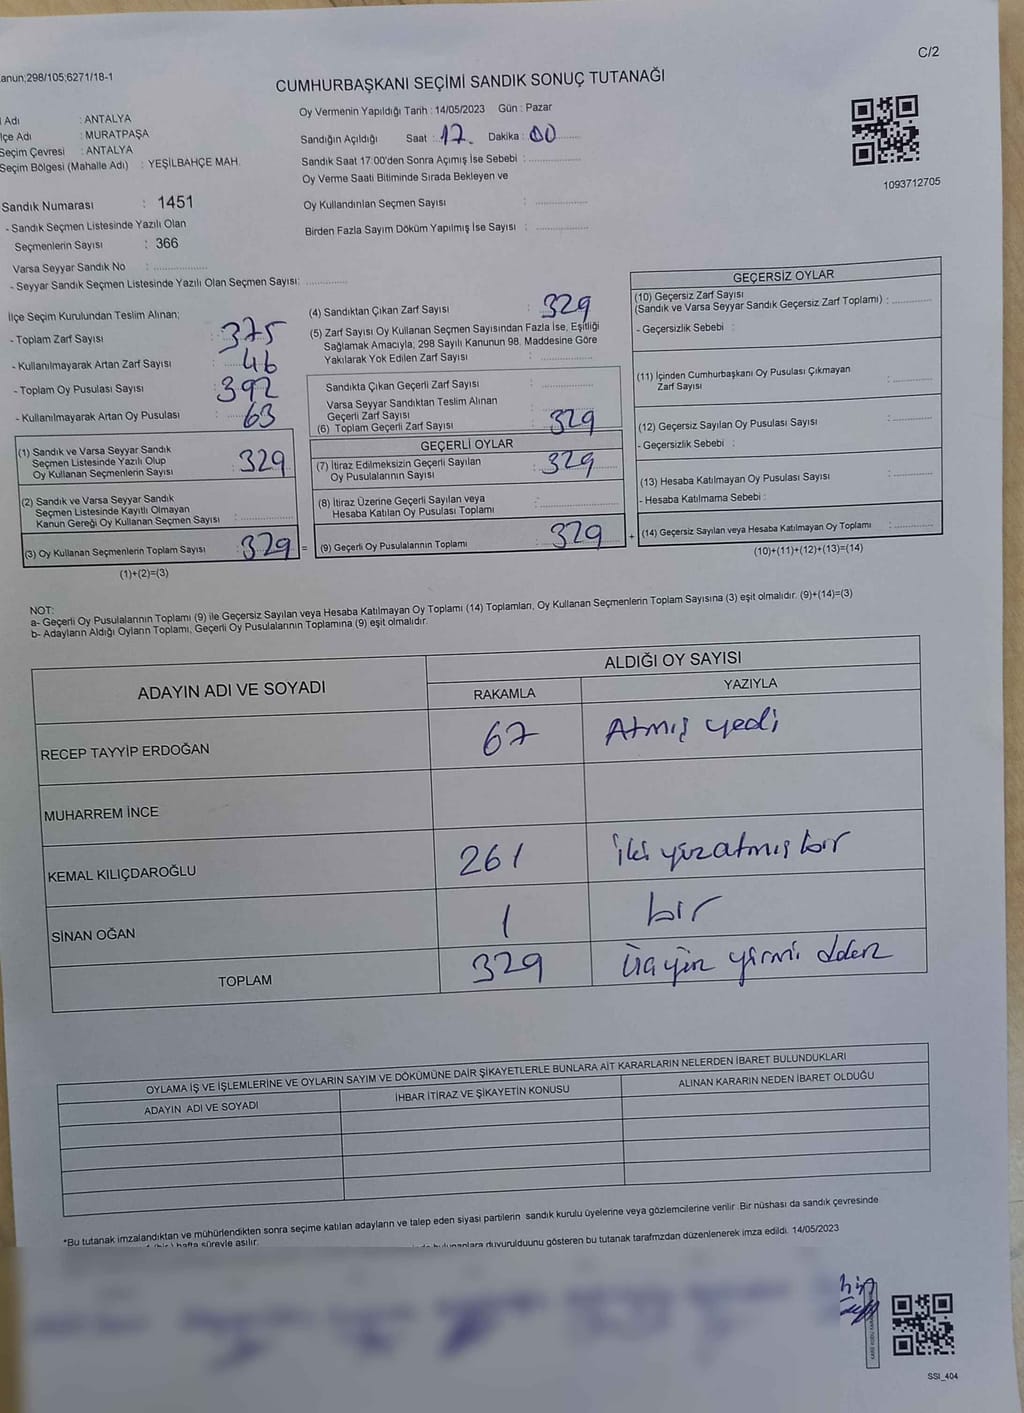 C/2
anun;298/105;6271/18-1
CUMHURBAŞKANI SEÇİMİ SANDIK SONUÇ TUTANAĞI
Adı : ANTALYA
lçe Adı : MURATPAŞA
Seçim Çevresi : ANTALYA
Seçim Bölgesi (Mahalle Adı) : YEŞİLBAHÇE MAH.
Sandık Numarası : 1451
- Sandık Seçmen Listesinde Yazılı Olan
Seçmenlerin Sayısı : 366
Varsa Seyyar Sandık No : ................
- Seyyar Sandık Seçmen Listesinde Yazılı Olan Seçmen Sayısı: ............
Oy Vermenin Yapıldığı Tarih : 14/05/2023 Gün : Pazar
Sandığın Açıldığı Saat : 17. Dakika : 00
Sandık Saat 17:00'den Sonra Açımış İse Sebebi : ................
Oy Verme Saati Bitiminde Sırada Bekleyen ve
Oy Kullandırılan Seçmen Sayısı : ................
Birden Fazla Sayım Döküm Yapılmış İse Sayısı : ................
1093712705
İlçe Seçim Kurulundan Teslim Alınan;
- Toplam Zarf Sayısı : 375
- Kullanılmayarak Artan Zarf Sayısı : 46
- Toplam Oy Pusulası Sayısı : 392
- Kullanılmayarak Artan Oy Pusulası : 63
(1) Sandık ve Varsa Seyyar Sandık
Seçmen Listesinde Yazılı Olup
Oy Kullanan Seçmenlerin Sayısı : 329
(2) Sandık ve Varsa Seyyar Sandık
Seçmen Listesinde Kayıtlı Olmayan
Kanun Gereği Oy Kullanan Seçmen Sayısı : ................
(3) Oy Kullanan Seçmenlerin Toplam Sayısı : 329 =
(1)+(2)=(3)
(4) Sandıktan Çıkan Zarf Sayısı : 329
(5) Zarf Sayısı Oy Kullanan Seçmen Sayısından Fazla İse, Eşitliği
Sağlamak Amacıyla, 298 Sayılı Kanunun 98. Maddesine Göre
Yakılarak Yok Edilen Zarf Sayısı : ................
Sandıkta Çıkan Geçerli Zarf Sayısı : ................
Varsa Seyyar Sandıktan Teslim Alınan
Geçerli Zarf Sayısı
(6) Toplam Geçerli Zarf Sayısı : 329
GEÇERLİ OYLAR
(7) İtiraz Edilmeksizin Geçerli Sayılan
Oy Pusulasının Sayısı : 329
(8) İtiraz Üzerine Geçerli Sayılan veya
Hesaba Katılan Oy Pusulası Toplamı : ................
(9) Geçerli Oy Pusulalarının Toplamı : 329 +
GEÇERSİZ OYLAR
(10) Geçersiz Zarf Sayısı
(Sandık ve Varsa Seyyar Sandık Geçersiz Zarf Toplamı) : ............
- Geçersizlik Sebebi :
(11) İçinden Cumhurbaşkanı Oy Pusulası Çıkmayan
Zarf Sayısı : ............
(12) Geçersiz Sayılan Oy Pusulası Sayısı : ............
- Geçersizlik Sebebi :
(13) Hesaba Katılmayan Oy Pusulası Sayısı : ............
- Hesaba Katılmama Sebebi :
(14) Geçersiz Sayılan veya Hesaba Katılmayan Oy Toplamı : ............
(10)+(11)+(12)+(13)=(14)
NOT:
a- Geçerli Oy Pusulalarının Toplamı (9) ile Geçersiz Sayılan veya Hesaba Katılmayan Oy Toplamı (14) Toplamları, Oy Kullanan Seçmenlerin Toplam Sayısına (3) eşit olmalıdır. (9)+(14)=(3)
b- Adayların Aldığı Oyların Toplamı, Geçerli Oy Pusulalarının Toplamına (9) eşit olmalıdır.
ADAYIN ADI VE SOYADI ALDIĞI OY SAYISI
RAKAMLA YAZIYLA
RECEP TAYYİP ERDOĞAN 67 Atmış yedi
MUHARREM İNCE
KEMAL KILIÇDAROĞLU 261 iki yüzatmış bir
SİNAN OĞAN 1 bir
TOPLAM 329 yirmi
OYLAMA İŞ VE İŞLEMLERİNE VE OYLARIN SAYIM VE DÖKÜMÜNE DAİR ŞİKAYETLERLE BUNLARA AİT KARARLARIN NELERDEN İBARET BULUNDUKLARI
ADAYIN ADI VE SOYADI İHBAR İTİRAZ VE ŞİKAYETİN KONUSU ALINAN KARARIN NEDEN İBARET OLDUĞU
*Bu tutanak imzalandıktan ve mühürlendikten sonra seçime katılan adayların ve talep eden siyasi partilerin sandık kurulu üyelerine veya gözlemcilerine verilir. Bir nüshası da sandık çevresinde
hafta süreyle asılır.
duyurulduunu gösteren bu tutanak tarafımzdan düzenlenerek imza edildi. 14/05/2023
SSI_404